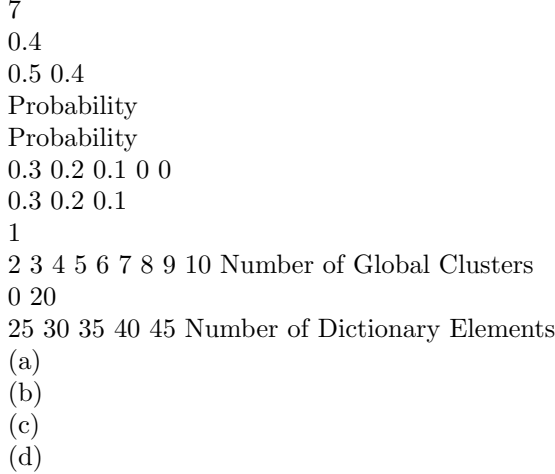 7
0.4
0.5 0.4
Probability
Probability
0.3 0.2 0.1 0 0
0.3 0.2 0.1
1
2 3 4 5 6 7 8 9 10 Number of Global Clusters
0 20
25 30 35 40 45 Number of Dictionary Elements
(a)
(b)
(c)
(d)